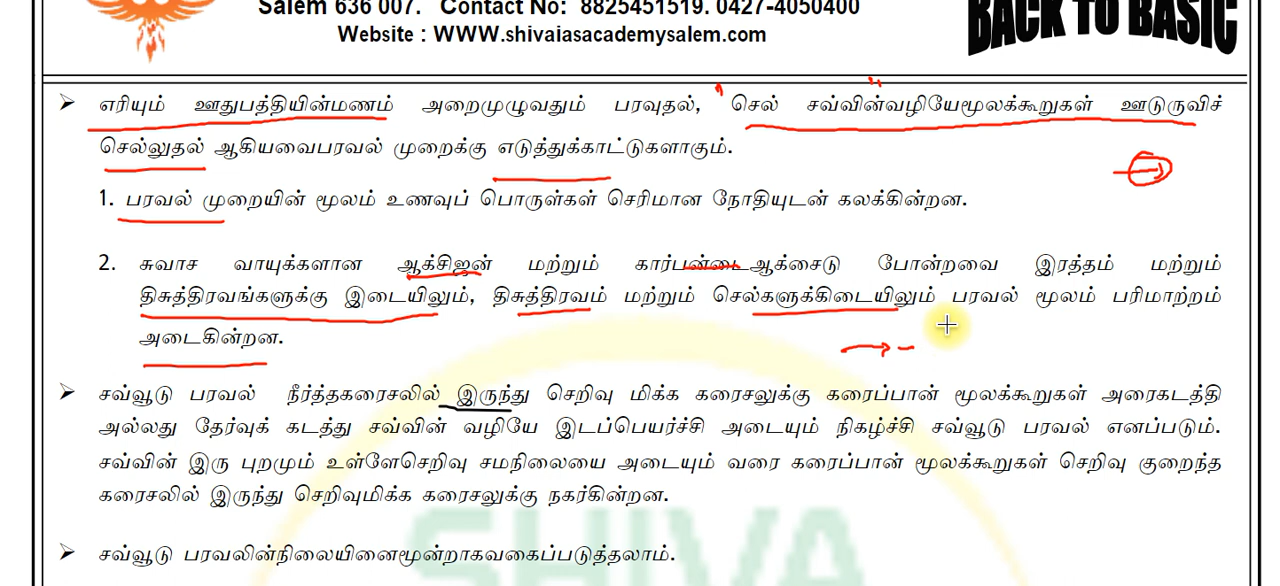 Salem 636 007. Contact No: 8825451519. 0427-4050400
Website : WWW.shivaiasacademysalem.com
BACK TO BASIC
➢ எரியும் ஊதுபத்தியின்மணம் அறைமுழுவதும் பரவுதல், செல் சவ்வின்வழியேமூலக்கூறுகள் ஊடுருவிச்
செல்லுதல் ஆகியவைபரவல் முறைக்கு எடுத்துக்காட்டுகளாகும்.
1. பரவல் முறையின் மூலம் உணவுப் பொருள்கள் செரிமான நோதியுடன் கலக்கின்றன.
2. சுவாச வாயுக்களான ஆக்சிஜன் மற்றும் கார்பன்டைஆக்சைடு போன்றவை இரத்தம் மற்றும்
திசுத்திரவங்களுக்கு இடையிலும், திசுத்திரவம் மற்றும் செல்களுக்கிடையிலும் பரவல் மூலம் பரிமாற்றம்
அடைகின்றன.
➢ சவ்வூடு பரவல் நீர்த்தகரைசலில் இருந்து செறிவு மிக்க கரைசலுக்கு கரைப்பான் மூலக்கூறுகள் அரைகடத்தி
அல்லது தேர்வுக் கடத்து சவ்வின் வழியே இடப்பெயர்ச்சி அடையும் நிகழ்ச்சி சவ்வூடு பரவல் எனப்படும்.
சவ்வின் இரு புறமும் உள்ளேசெறிவு சமநிலையை அடையும் வரை கரைப்பான் மூலக்கூறுகள் செறிவு குறைந்த
கரைசலில் இருந்து செறிவுமிக்க கரைசலுக்கு நகர்கின்றன.
SHIVA
➢ சவ்வூடு பரவலின்நிலையினைமூன்றாகவகைப்படுத்தலாம்.